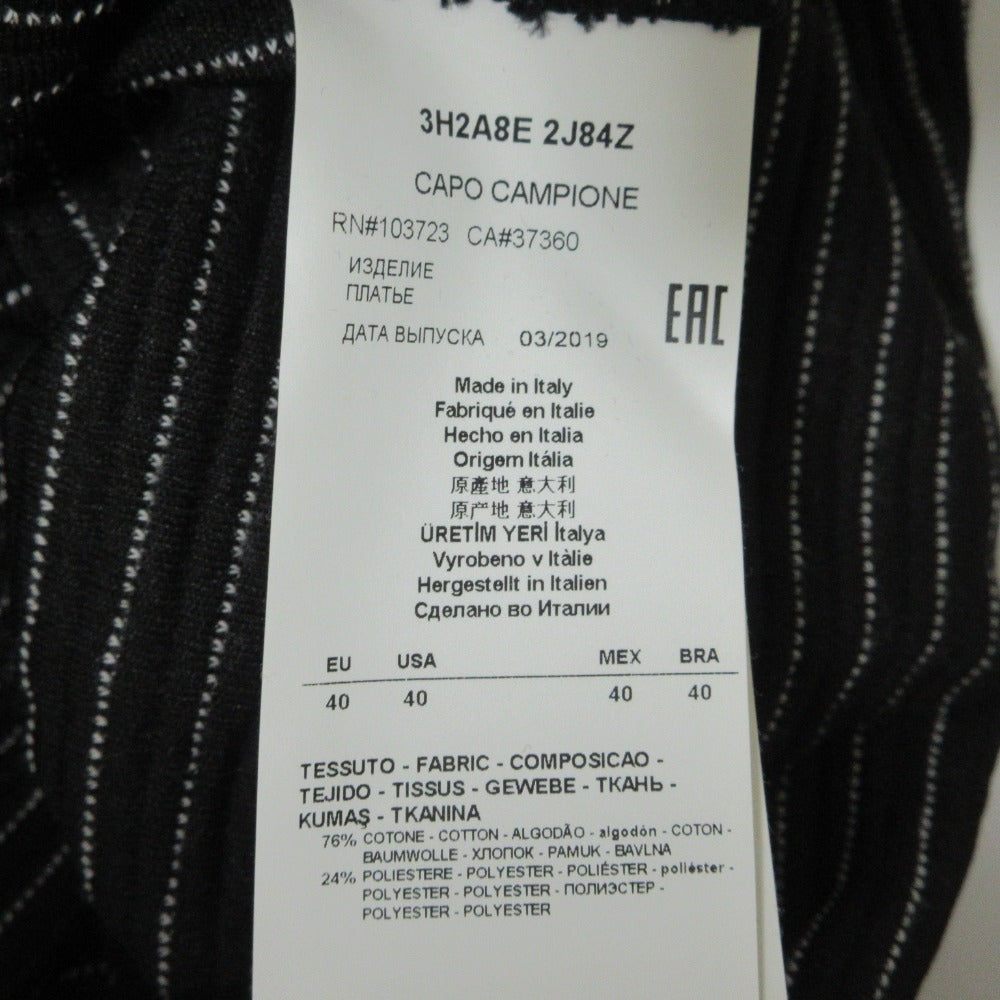 3H2A8E 2J84Z
CAPO CAMPIONE
RN#103723 CA#37360
ИЗДЕЛИЕ
ПЛАТЬЕ
EAC
ДАТА ВЫПУСКА 03/2019
Made in Italy
Fabriqué en Italie
Hecho en Italia
Origem Itália
原產地 意大利
原产地 意大利
ÜRETİM YERİ İtalya
Vyrobeno v Itàlie
Hergestellt in Italien
Сделано во Италии
EU USA MEX BRA
40 40 40 40
TESSUTO - FABRIC - COMPOSICAO -
TEJIDO - TISSUS - GEWEBE - ТКАНЬ -
KUMAŞ - TKANINA
76% COTONE - COTTON - ALGODÃO - algodón - COTON -
BAUMWOLLE - ХЛОПОК - PAMUK - BAVLNA
24% POLIESTERE - POLYESTER - POLIÉSTER - poliéster -
POLYESTER - POLYESTER - ПОЛИЭСТЕР -
POLYESTER - POLYESTER